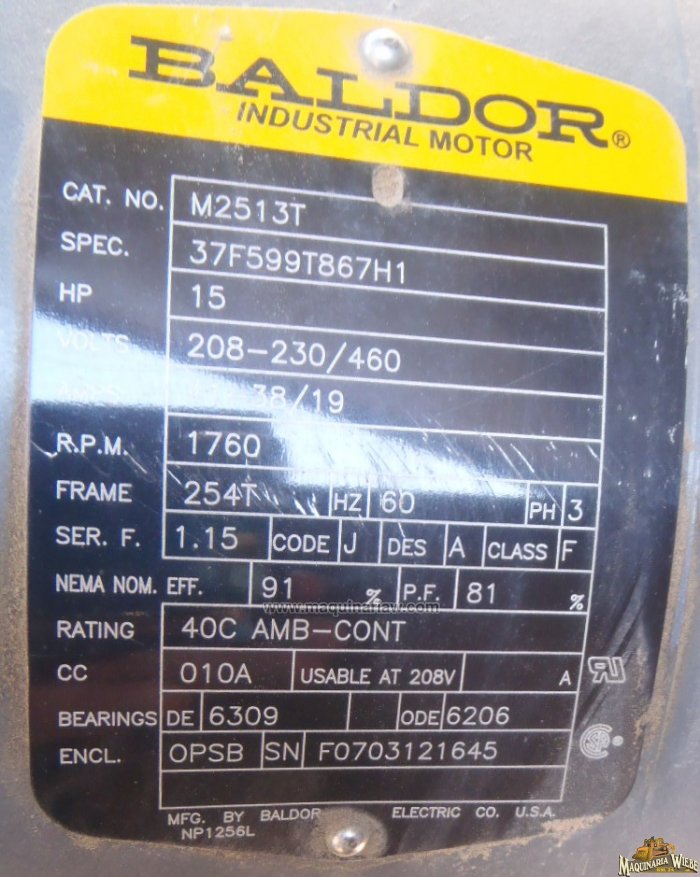 BALDOR®
INDUSTRIAL MOTOR
CAT. NO. M2513T
SPEC. 37F599T867H1
HP 15
VOLTS 208-230/460
AMPS 38/19
R.P.M. 1760
FRAME 254T HZ 60 PH 3
SER. F. 1.15 CODE J DES A CLASS F
NEMA NOM. EFF. 91 % P.F. 81 %
www.maquinariaw.com
RATING 40C AMB-CONT
CC 010A USABLE AT 208V A
BEARINGS DE 6309 ODE 6206
ENCL. OPSB SN F0703121645
MFG. BY BALDOR ELECTRIC CO. U.S.A.
NP1256L
MAQUINARIA WIEBE